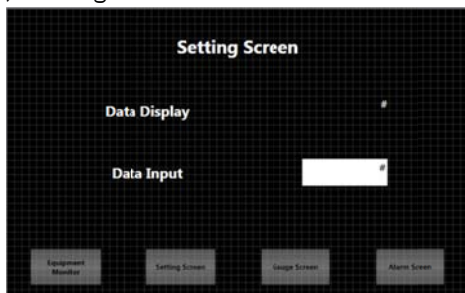 Setting Screen
Data Display #
Data Input #
Equipment Monitor
Setting Screen
Gauge Screen
Alarm Screen